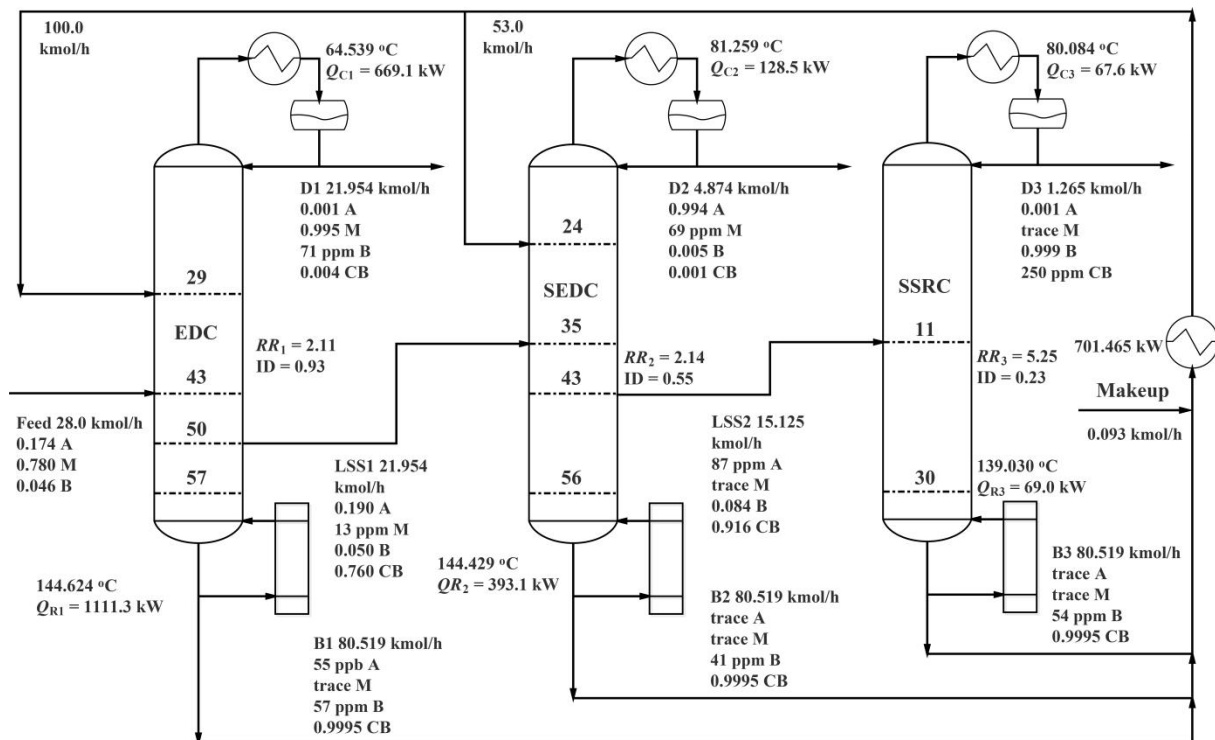 100.0
kmol/h
53.0
kmol/h
64.539 °C
Q_C1 = 669.1 kW
81.259 °C
Q_C2 = 128.5 kW
80.084 °C
Q_C3 = 67.6 kW
D1 21.954 kmol/h
0.001 A
0.995 M
71 ppm B
0.004 CB
D2 4.874 kmol/h
0.994 A
69 ppm M
0.005 B
0.001 CB
D3 1.265 kmol/h
0.001 A
trace M
0.999 B
250 ppm CB
29
EDC
43
50
57
RR₁ = 2.11
ID = 0.93
24
SEDC
35
43
56
RR₂ = 2.14
ID = 0.55
SSRC
11
30
RR₃ = 5.25
ID = 0.23
701.465 kW
Makeup
0.093 kmol/h
Feed 28.0 kmol/h
0.174 A
0.780 M
0.046 B
LSS1 21.954
kmol/h
0.190 A
13 ppm M
0.050 B
0.760 CB
LSS2 15.125
kmol/h
87 ppm A
trace M
0.084 B
0.916 CB
139.030 °C
Q_R3 = 69.0 kW
144.624 °C
Q_R1 = 1111.3 kW
144.429 °C
QR₂ = 393.1 kW
B1 80.519 kmol/h
55 ppb A
trace M
57 ppm B
0.9995 CB
B2 80.519 kmol/h
trace A
trace M
41 ppm B
0.9995 CB
B3 80.519 kmol/h
trace A
trace M
54 ppm B
0.9995 CB